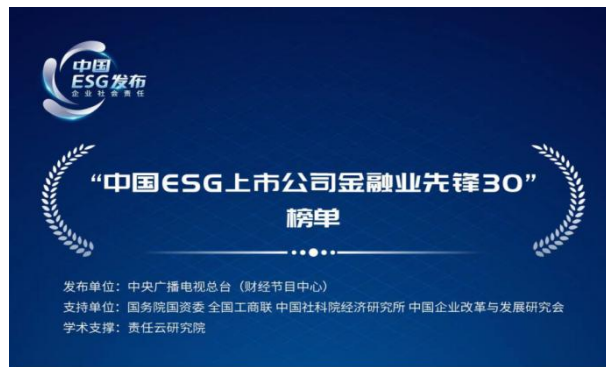 中国
ESG发布
企业社会责任
“中国ESG上市公司金融业先锋30”
榜单
发布单位：中央广播电视总台（财经节目中心）
支持单位：国务院国资委 全国工商联 中国社科院经济研究所 中国企业改革与发展研究会
学术支撑：责任云研究院